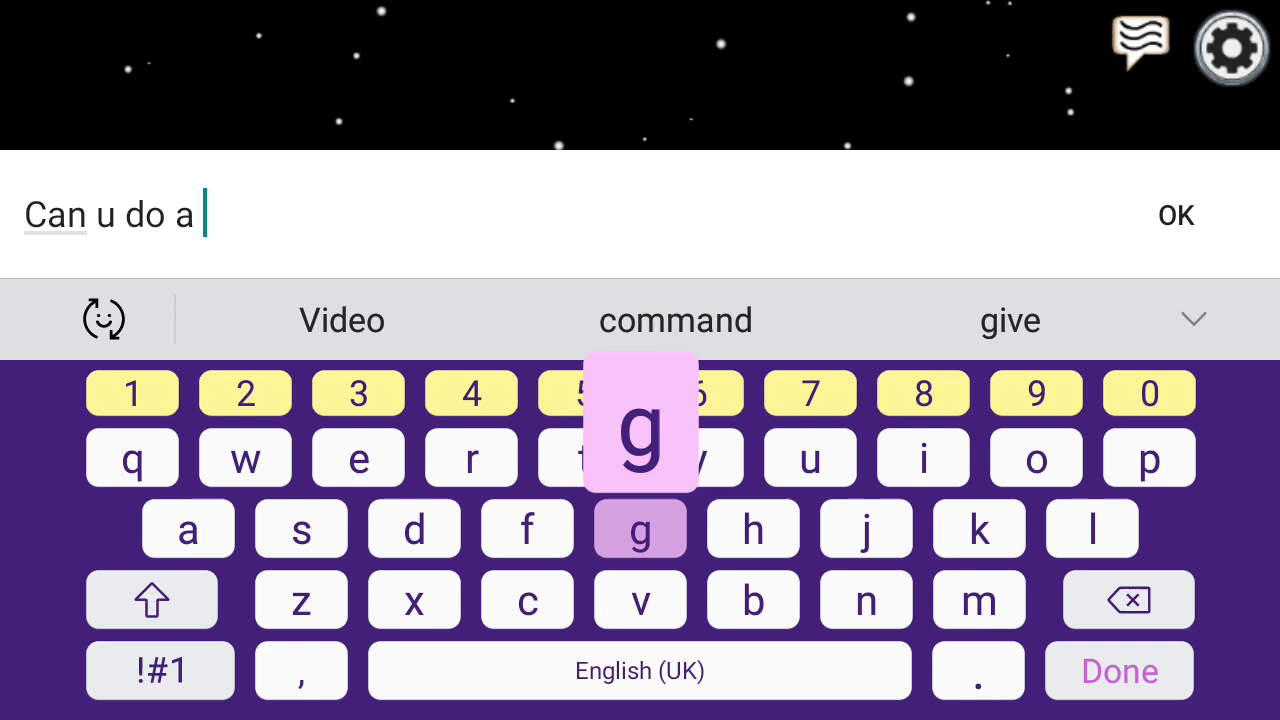 Can u do a
OK
Video command give
g
1 2 3 4 5 6 7 8 9 0
q w e r t y u i o p
a s d f g h j k l
z x c v b n m
!#1 , English (UK) . Done